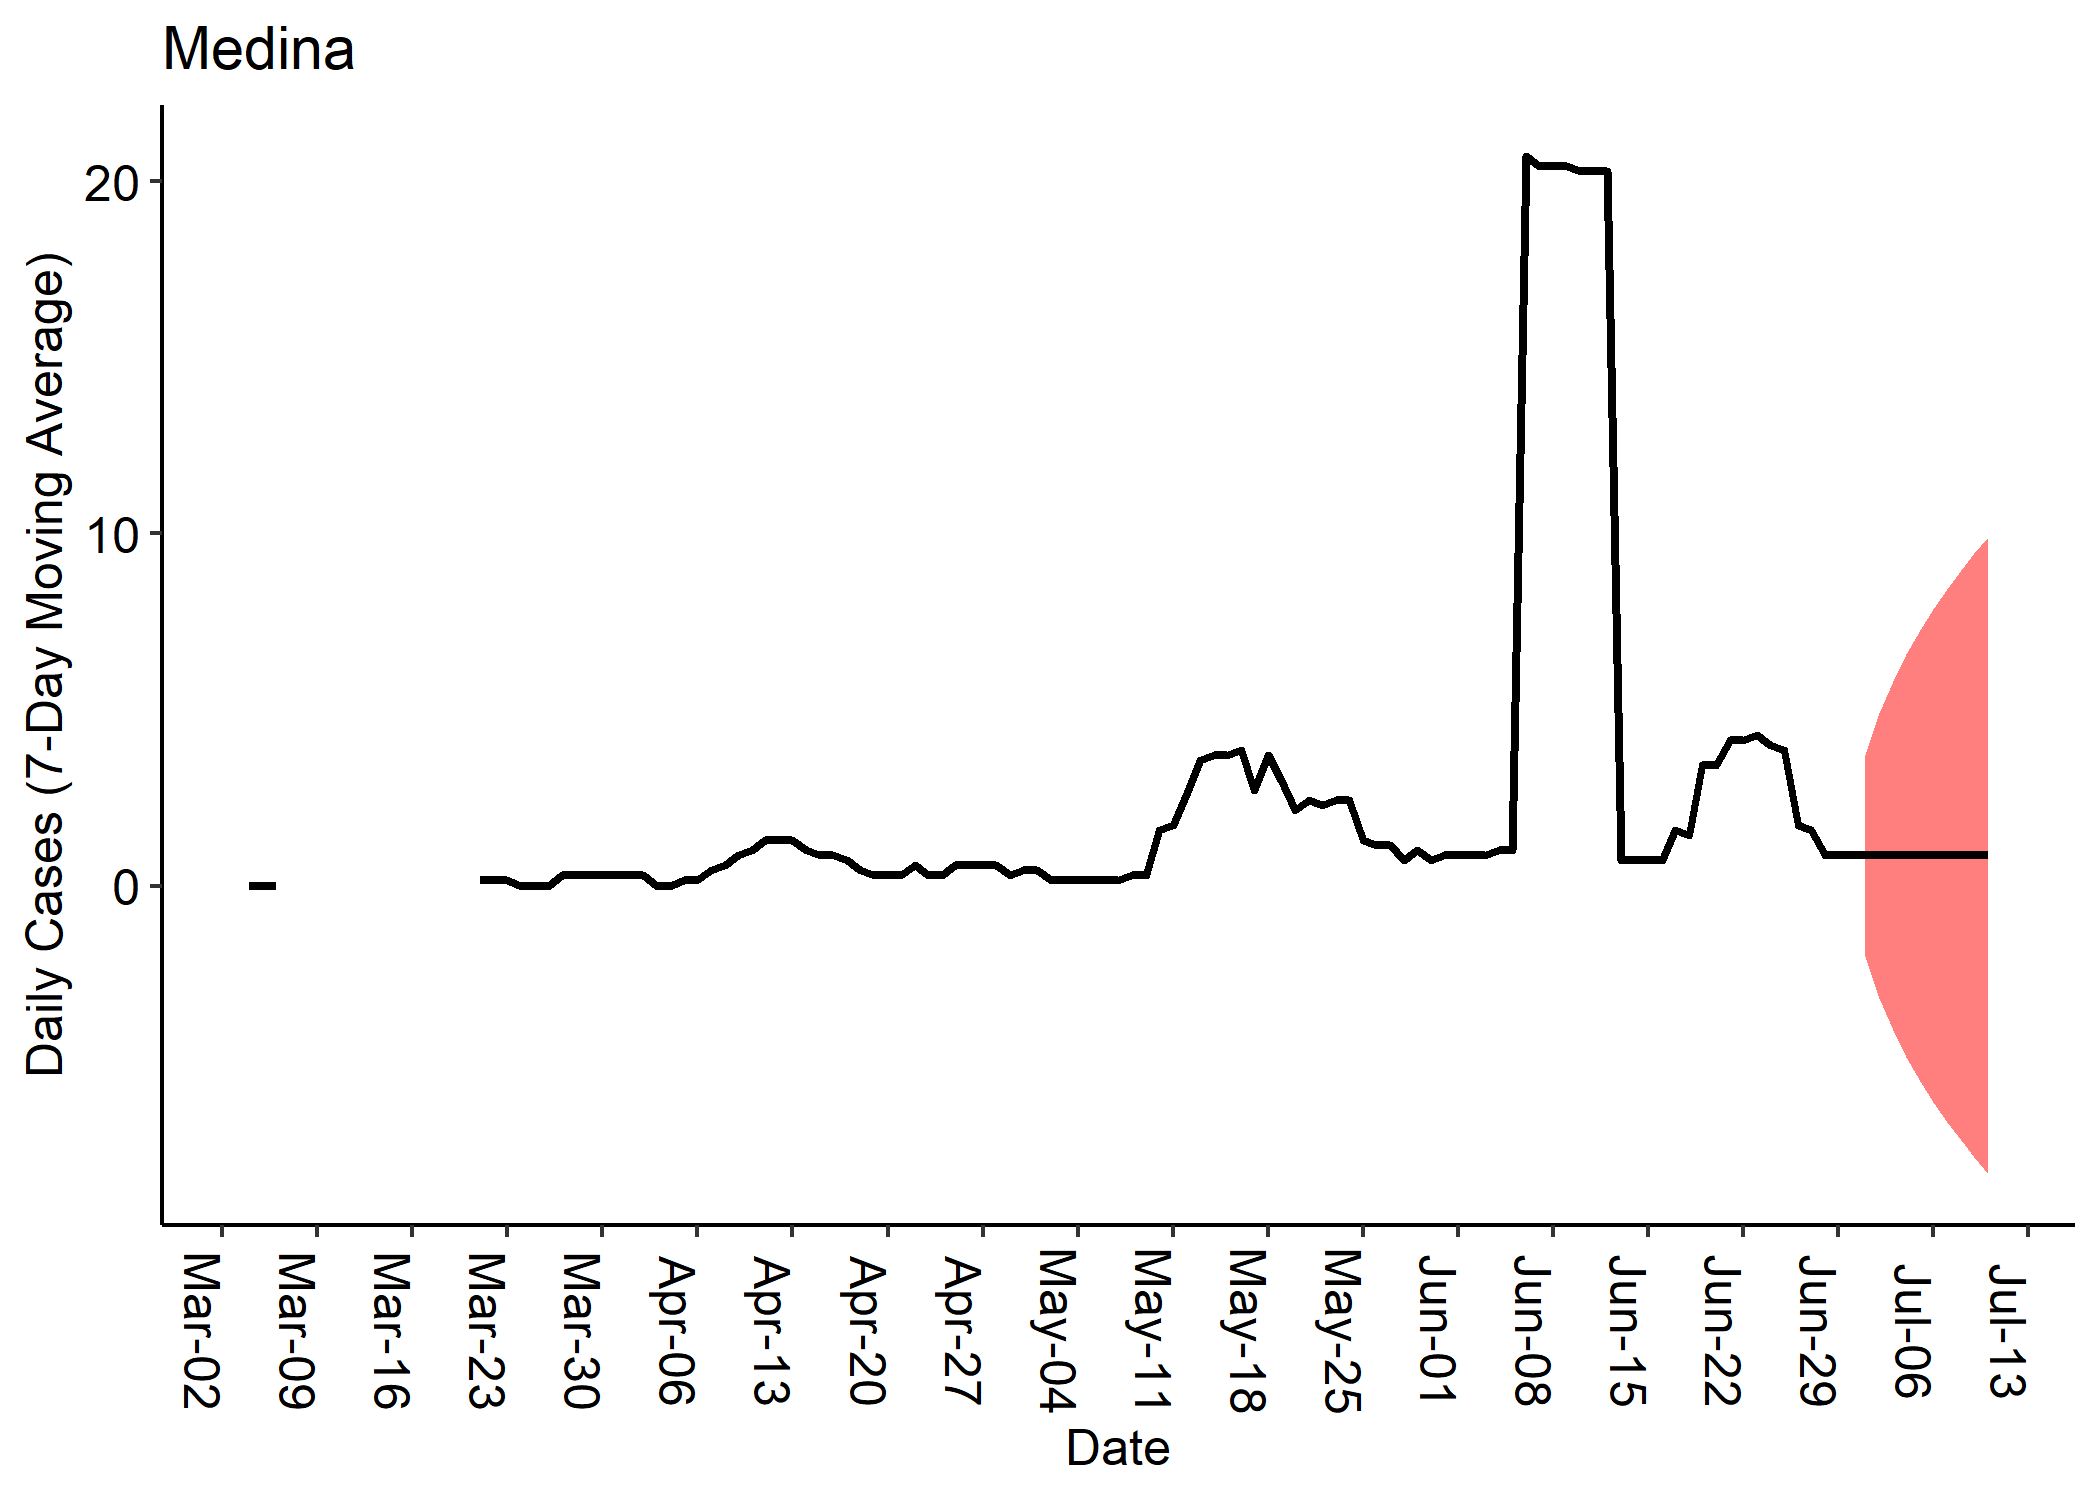 Medina
Daily Cases (7-Day Moving Average)
20
10
0
Mar-02
Mar-09
Mar-16
Mar-23
Mar-30
Apr-06
Apr-13
Apr-20
Apr-27
May-04
May-11
May-18
May-25
Jun-01
Jun-08
Jun-15
Jun-22
Jun-29
Jul-06
Jul-13
Date